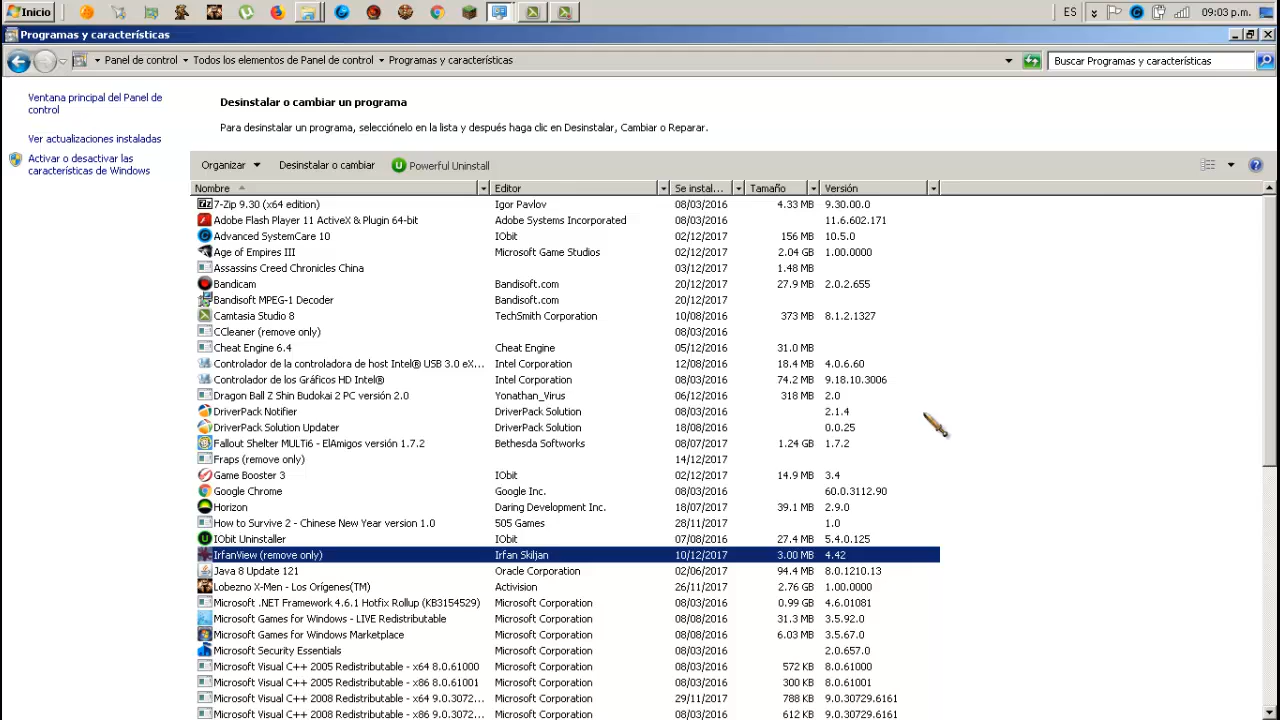 Inicio ES 09:03 p.m.
Programas y características
Panel de control Todos los elementos de Panel de control Programas y características Buscar Programas y características
Ventana principal del Panel de control
Ver actualizaciones instaladas
Activar o desactivar las características de Windows
Desinstalar o cambiar un programa
Para desinstalar un programa, selecciónelo en la lista y después haga clic en Desinstalar, Cambiar o Reparar.
Organizar Desinstalar o cambiar Powerful Uninstall
Nombre Editor Se instal... Tamaño Versión
7-Zip 9.30 (x64 edition) Igor Pavlov 08/03/2016 4.33 MB 9.30.00.0
Adobe Flash Player 11 ActiveX & Plugin 64-bit Adobe Systems Incorporated 08/03/2016 11.6.602.171
Advanced SystemCare 10 IObit 02/12/2017 156 MB 10.5.0
Age of Empires III Microsoft Game Studios 02/12/2017 2.04 GB 1.00.0000
Assassins Creed Chronicles China 03/12/2017 1.48 MB
Bandicam Bandisoft.com 20/12/2017 27.9 MB 2.0.2.655
Bandisoft MPEG-1 Decoder Bandisoft.com 20/12/2017
Camtasia Studio 8 TechSmith Corporation 10/08/2016 373 MB 8.1.2.1327
CCleaner (remove only) 08/03/2016
Cheat Engine 6.4 Cheat Engine 05/12/2016 31.0 MB
Controlador de la controladora de host Intel® USB 3.0 eX... Intel Corporation 12/08/2016 18.4 MB 4.0.6.60
Controlador de los Gráficos HD Intel® Intel Corporation 08/03/2016 74.2 MB 9.18.10.3006
Dragon Ball Z Shin Budokai 2 PC versión 2.0 Yonathan_Virus 06/12/2016 318 MB 2.0
DriverPack Notifier DriverPack Solution 08/03/2016 2.1.4
DriverPack Solution Updater DriverPack Solution 18/08/2016 0.0.25
Fallout Shelter MULTi6 - ElAmigos versión 1.7.2 Bethesda Softworks 08/07/2017 1.24 GB 1.7.2
Fraps (remove only) 14/12/2017
Game Booster 3 IObit 02/12/2017 14.9 MB 3.4
Google Chrome Google Inc. 08/03/2016 60.0.3112.90
Horizon Daring Development Inc. 18/07/2017 39.1 MB 2.9.0
How to Survive 2 - Chinese New Year version 1.0 505 Games 28/11/2017 1.0
IObit Uninstaller IObit 07/08/2016 27.4 MB 5.4.0.125
IrfanView (remove only) Irfan Skiljan 10/12/2017 3.00 MB 4.42
Java 8 Update 121 Oracle Corporation 02/06/2017 94.4 MB 8.0.1210.13
Lobezno X-Men - Los Orígenes(TM) Activision 26/11/2017 2.76 GB 1.00.0000
Microsoft .NET Framework 4.6.1 Hotfix Rollup (KB3154529) Microsoft Corporation 08/03/2016 0.99 GB 4.6.01081
Microsoft Games for Windows - LIVE Redistributable Microsoft Corporation 08/08/2016 31.3 MB 3.5.92.0
Microsoft Games for Windows Marketplace Microsoft Corporation 08/08/2016 6.03 MB 3.5.67.0
Microsoft Security Essentials Microsoft Corporation 08/03/2016 2.0.657.0
Microsoft Visual C++ 2005 Redistributable - x64 8.0.61000 Microsoft Corporation 08/03/2016 572 KB 8.0.61000
Microsoft Visual C++ 2005 Redistributable - x86 8.0.61001 Microsoft Corporation 08/03/2016 300 KB 8.0.61001
Microsoft Visual C++ 2008 Redistributable - x64 9.0.3072... Microsoft Corporation 29/11/2017 788 KB 9.0.30729.6161
Microsoft Visual C++ 2008 Redistributable - x86 9.0.3072... Microsoft Corporation 08/03/2016 612 KB 9.0.30729.6161